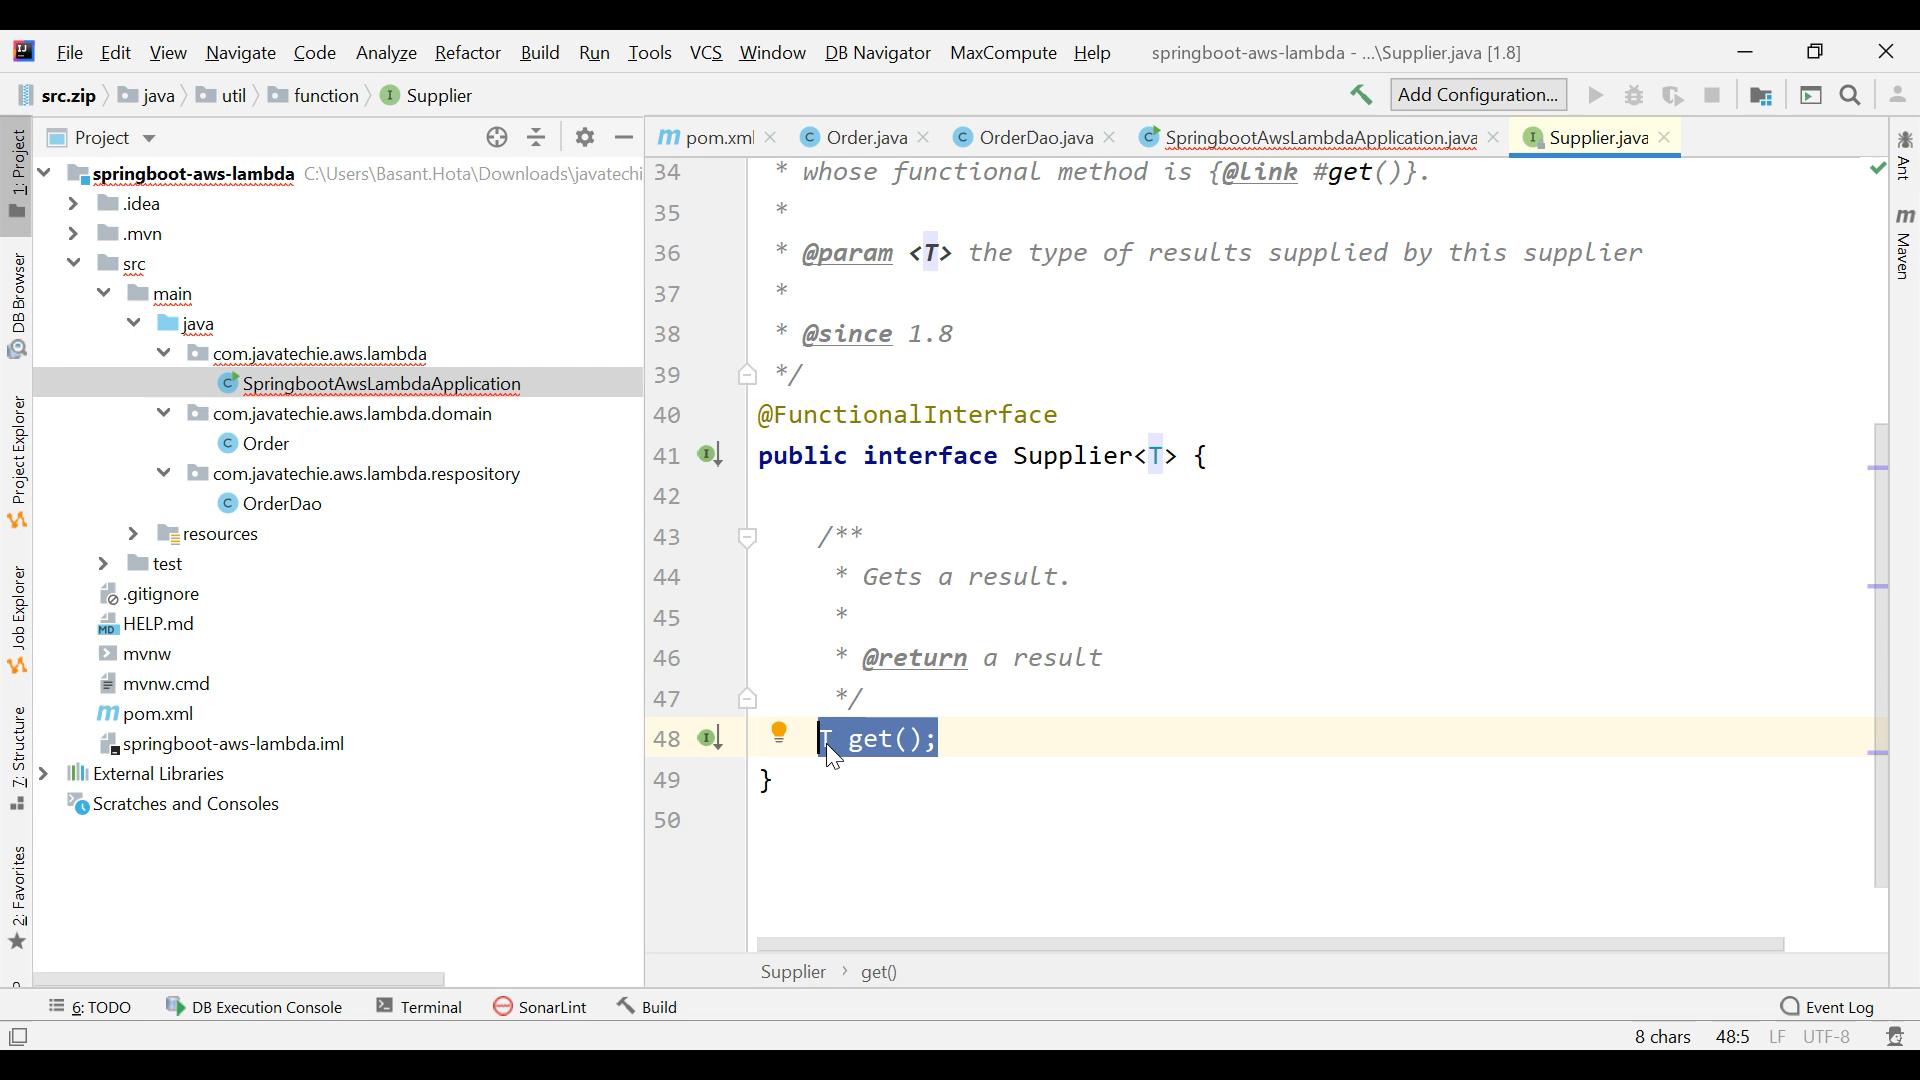 File Edit View Navigate Code Analyze Refactor Build Run Tools VCS Window DB Navigator MaxCompute Help springboot-aws-lambda - ...\Supplier.java [1.8]
src.zip java util function Supplier Add Configuration...
1: Project
DB Browser
Project Explorer
Job Explorer
7: Structure
2: Favorites
Project
springboot-aws-lambda C:\Users\Basant.Hota\Downloads\javatechi
.idea
.mvn
src
main
java
com.javatechie.aws.lambda
SpringbootAwsLambdaApplication
com.javatechie.aws.lambda.domain
Order
com.javatechie.aws.lambda.respository
OrderDao
resources
test
.gitignore
HELP.md
mvnw
mvnw.cmd
pom.xml
springboot-aws-lambda.iml
External Libraries
Scratches and Consoles
pom.xml Order.java OrderDao.java SpringbootAwsLambdaApplication.java Supplier.java
34 * whose functional method is {@link #get()}.
35 *
36 * @param <T> the type of results supplied by this supplier
37 *
38 * @since 1.8
39 */
40 @FunctionalInterface
41 public interface Supplier<T> {
42
43 /**
44 * Gets a result.
45 *
46 * @return a result
47 */
48 T get();
49 }
50
Supplier › get()
Ant
Maven
6: TODO DB Execution Console Terminal SonarLint Build Event Log
8 chars 48:5 LF UTF-8